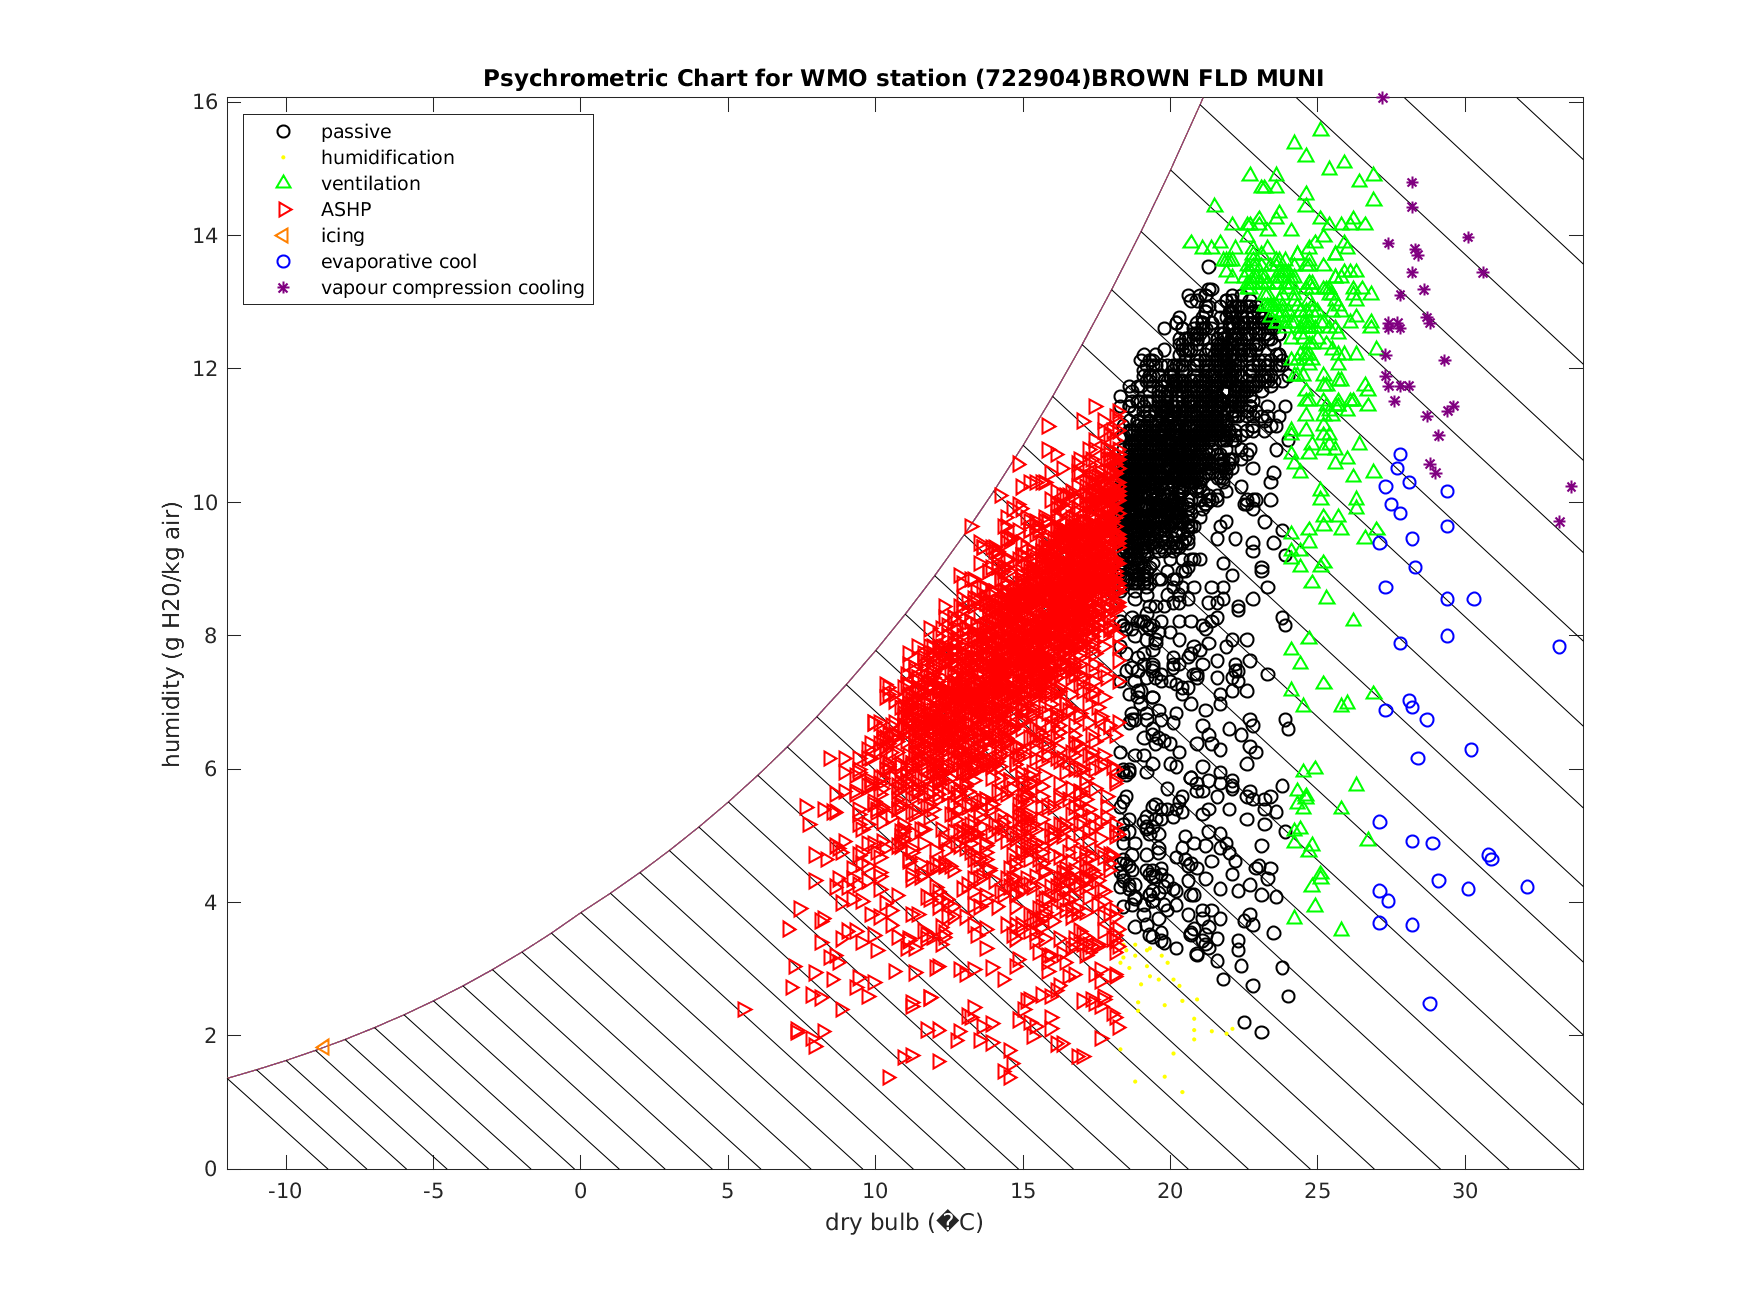 Psychrometric Chart for WMO station (722904)BROWN FLD MUNI
passive
humidification
ventilation
ASHP
icing
evaporative cool
vapour compression cooling
humidity (g H20/kg air)
16
14
12
10
8
6
4
2
0
-10 -5 0 5 10 15 20 25 30
dry bulb (�C)